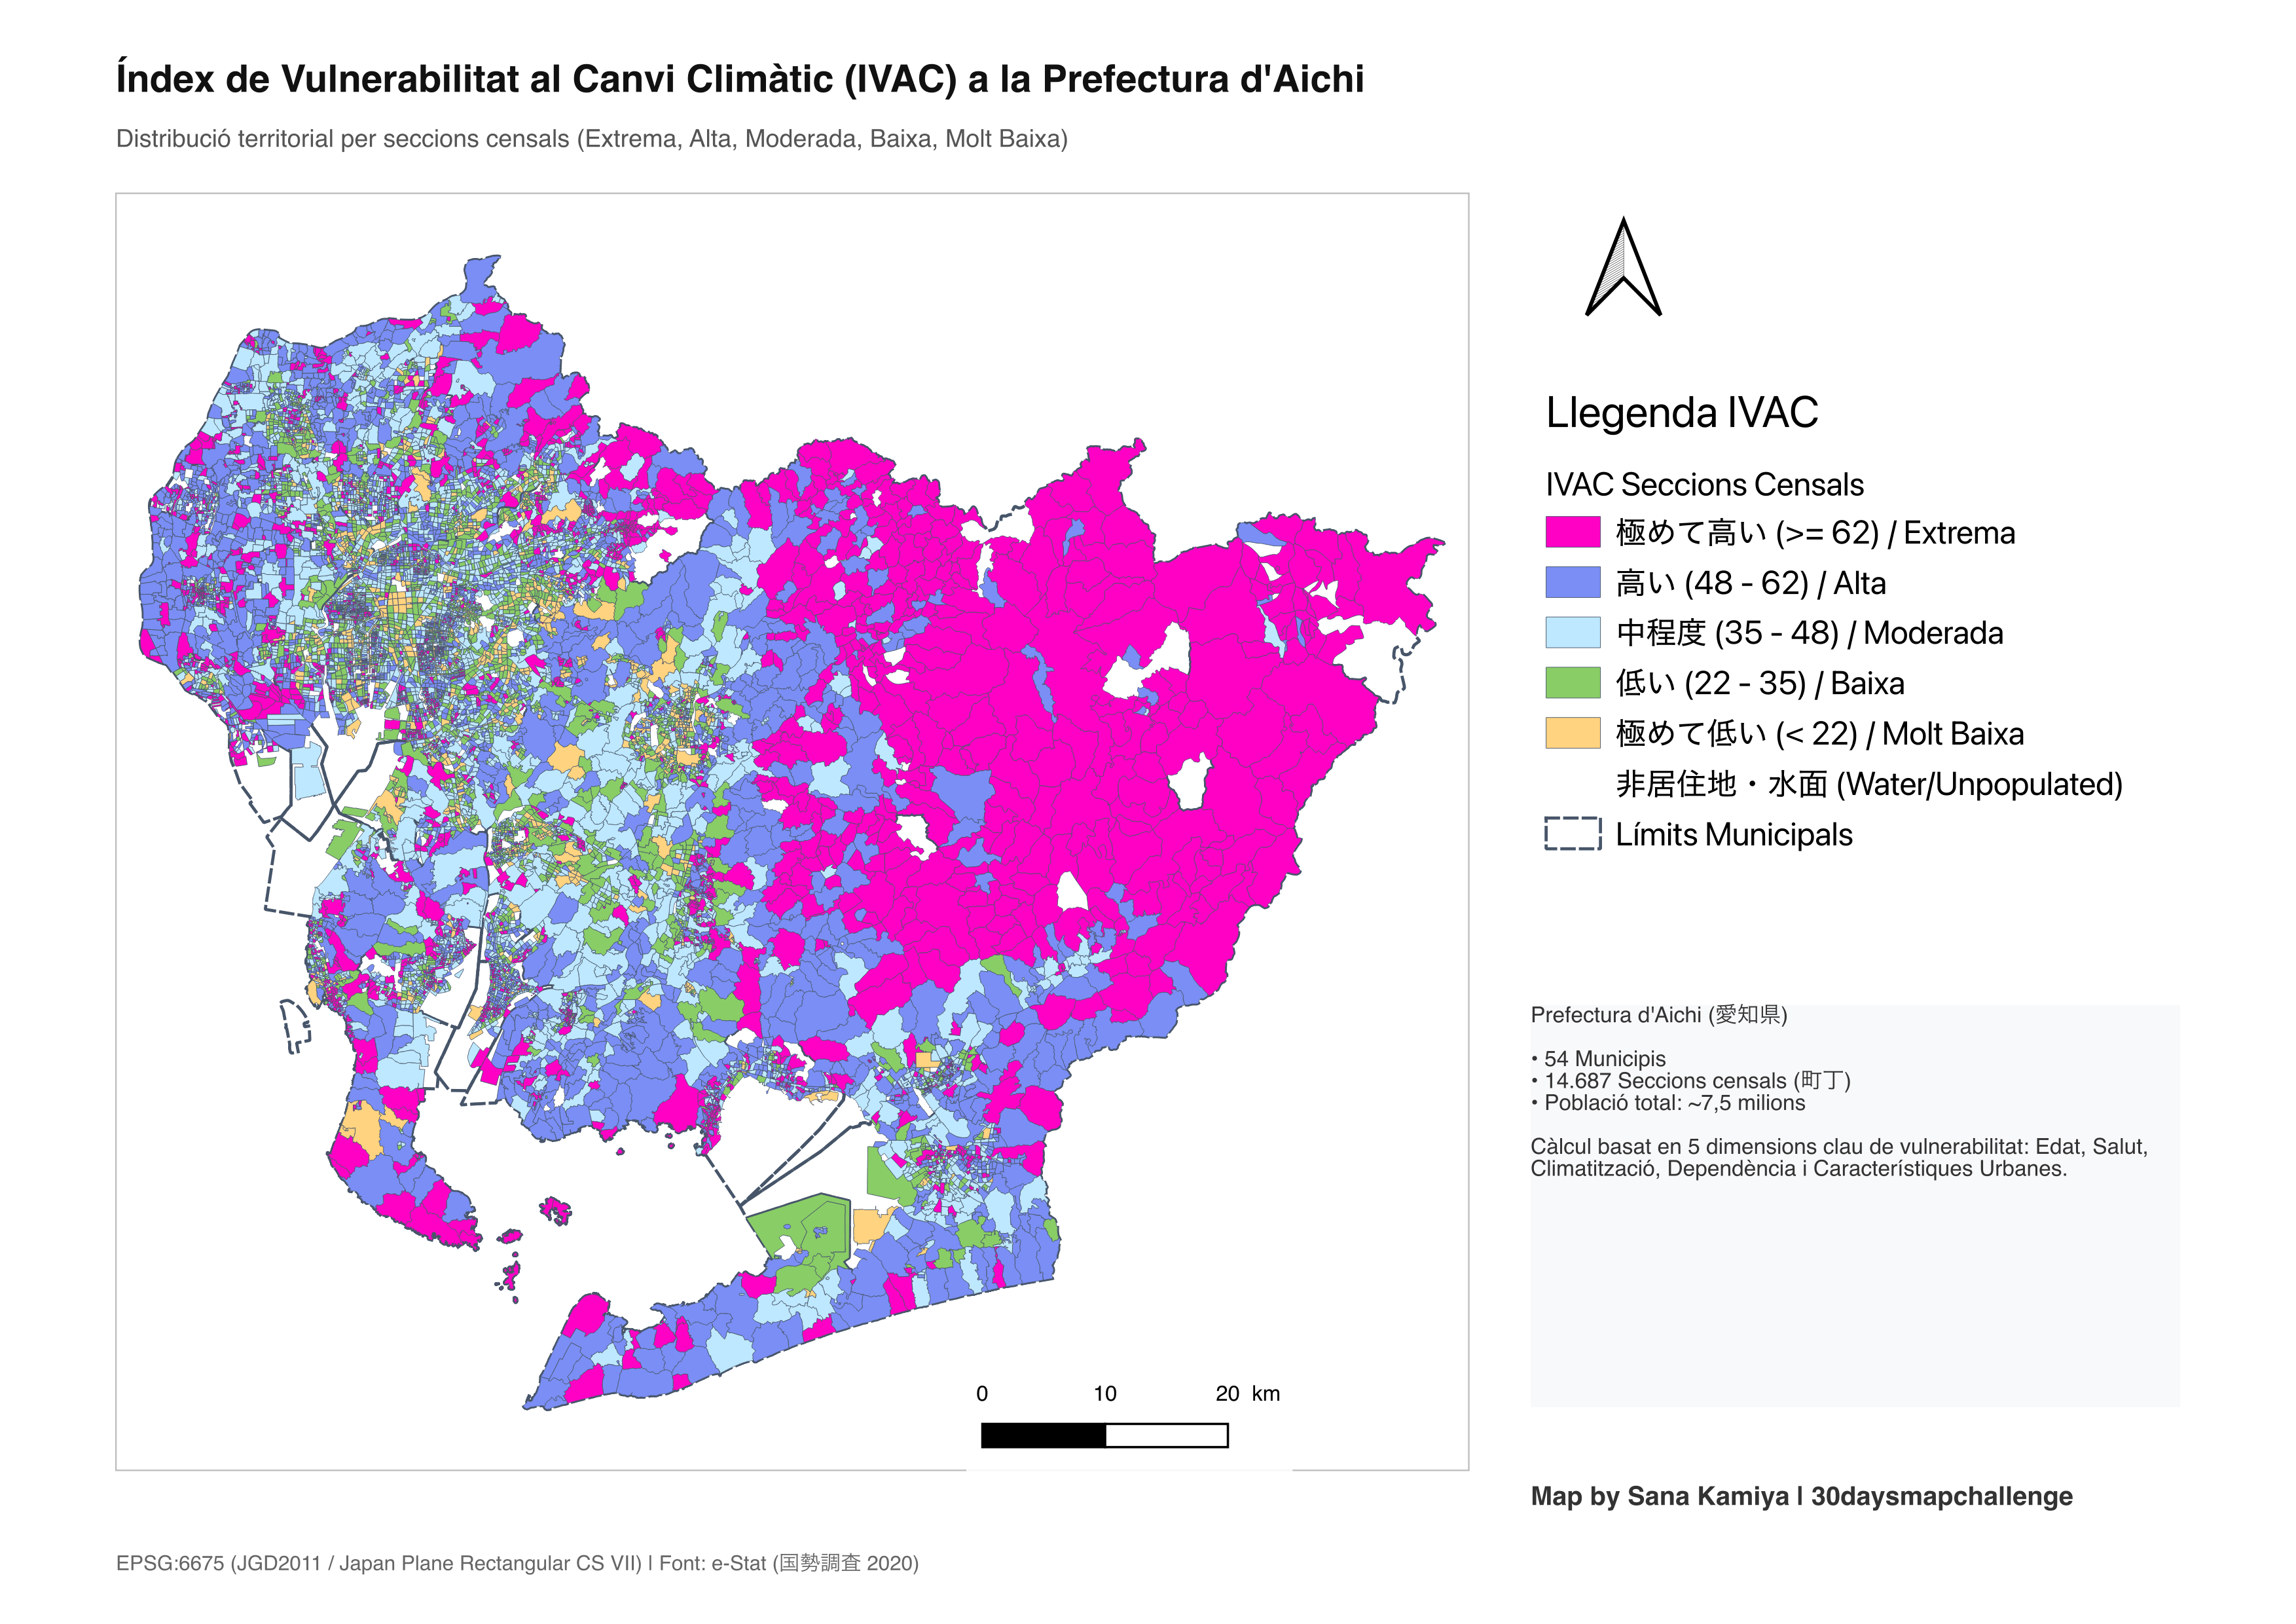 Índex de Vulnerabilitat al Canvi Climàtic (IVAC) a la Prefectura d'Aichi
Distribució territorial per seccions censals (Extrema, Alta, Moderada, Baixa, Molt Baixa)
Llegenda IVAC
IVAC Seccions Censals
極めて高い (>= 62) / Extrema
高い (48 - 62) / Alta
中程度 (35 - 48) / Moderada
低い (22 - 35) / Baixa
極めて低い (< 22) / Molt Baixa
非居住地・水面 (Water/Unpopulated)
Límits Municipals
Prefectura d'Aichi (愛知県)
• 54 Municipis
• 14.687 Seccions censals (町丁)
• Població total: ~7,5 milions
Càlcul basat en 5 dimensions clau de vulnerabilitat: Edat, Salut,
Climatització, Dependència i Característiques Urbanes.
0 10 20 km
Map by Sana Kamiya | 30daysmapchallenge
EPSG:6675 (JGD2011 / Japan Plane Rectangular CS VII) | Font: e-Stat (国勢調査 2020)